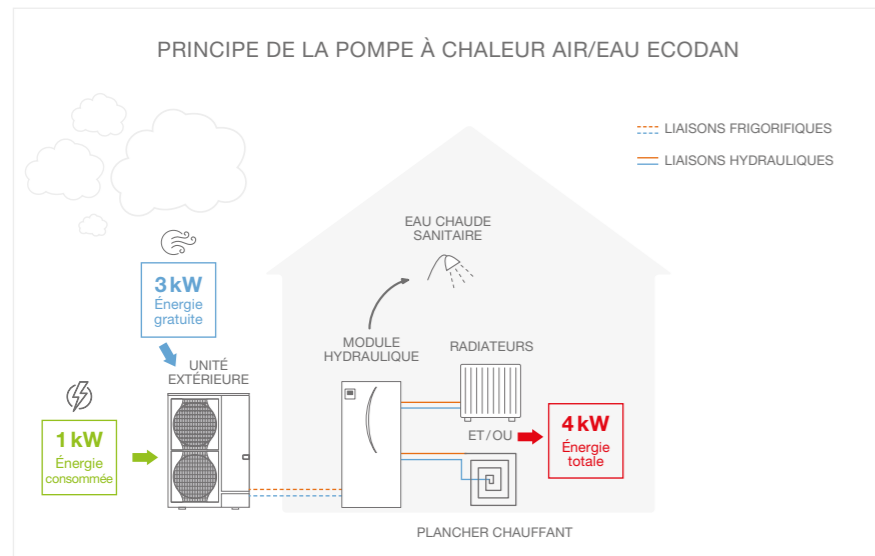 PRINCIPE DE LA POMPE À CHALEUR AIR/EAU ECODAN
LIAISONS FRIGORIFIQUES
LIAISONS HYDRAULIQUES
EAU CHAUDE
SANITAIRE
3 kW
Énergie
gratuite
MODULE
HYDRAULIQUE
RADIATEURS
UNITÉ
EXTÉRIEURE
1 kW
Énergie
consommée
ET/OU
4 kW
Énergie
totale
PLANCHER CHAUFFANT